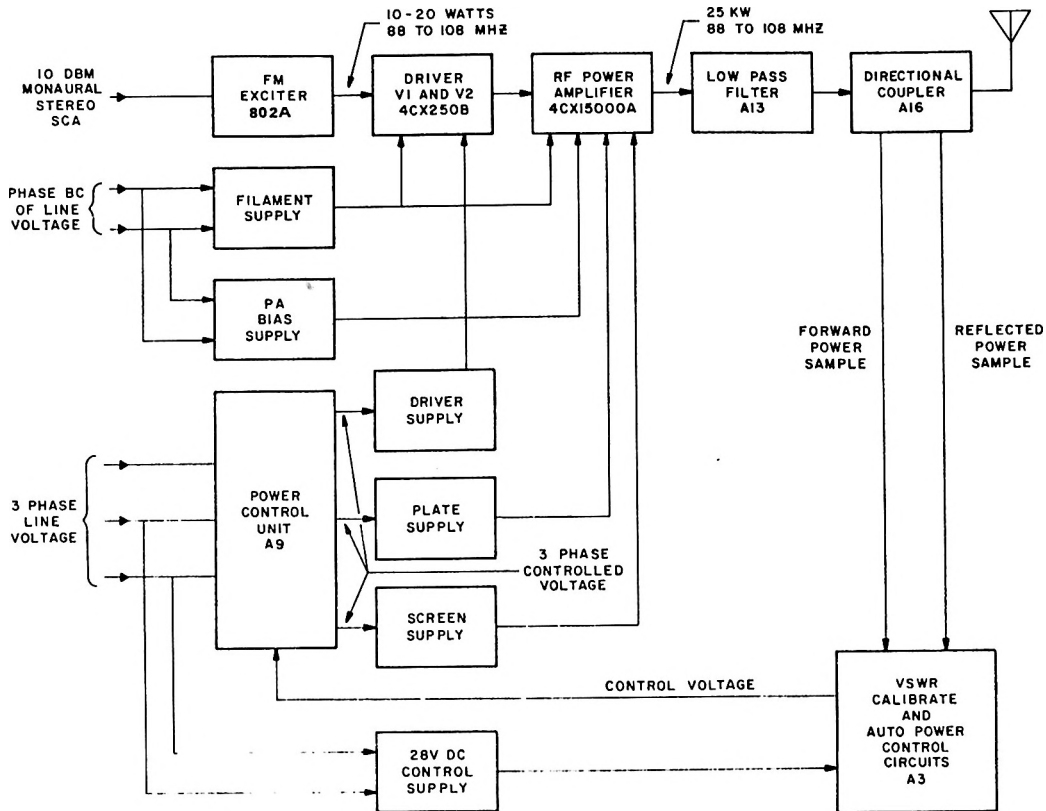 10-20 WATTS
88 TO 108 MHZ
25 KW
88 TO 108 MHZ
10 DBM
MONAURAL
STEREO
SCA
FM
EXCITER
802A
DRIVER
V1 AND V2
4CX250B
RF POWER
AMPLIFIER
4CX15000A
LOW PASS
FILTER
A13
DIRECTIONAL
COUPLER
A16
PHASE BC
OF LINE
VOLTAGE
FILAMENT
SUPPLY
PA
BIAS
SUPPLY
FORWARD
POWER
SAMPLE
REFLECTED
POWER
SAMPLE
DRIVER
SUPPLY
3 PHASE
LINE
VOLTAGE
POWER
CONTROL
UNIT
A9
PLATE
SUPPLY
3 PHASE
CONTROLLED
VOLTAGE
SCREEN
SUPPLY
CONTROL VOLTAGE
VSWR
CALIBRATE
AND
AUTO POWER
CONTROL
CIRCUITS
A3
28V DC
CONTROL
SUPPLY